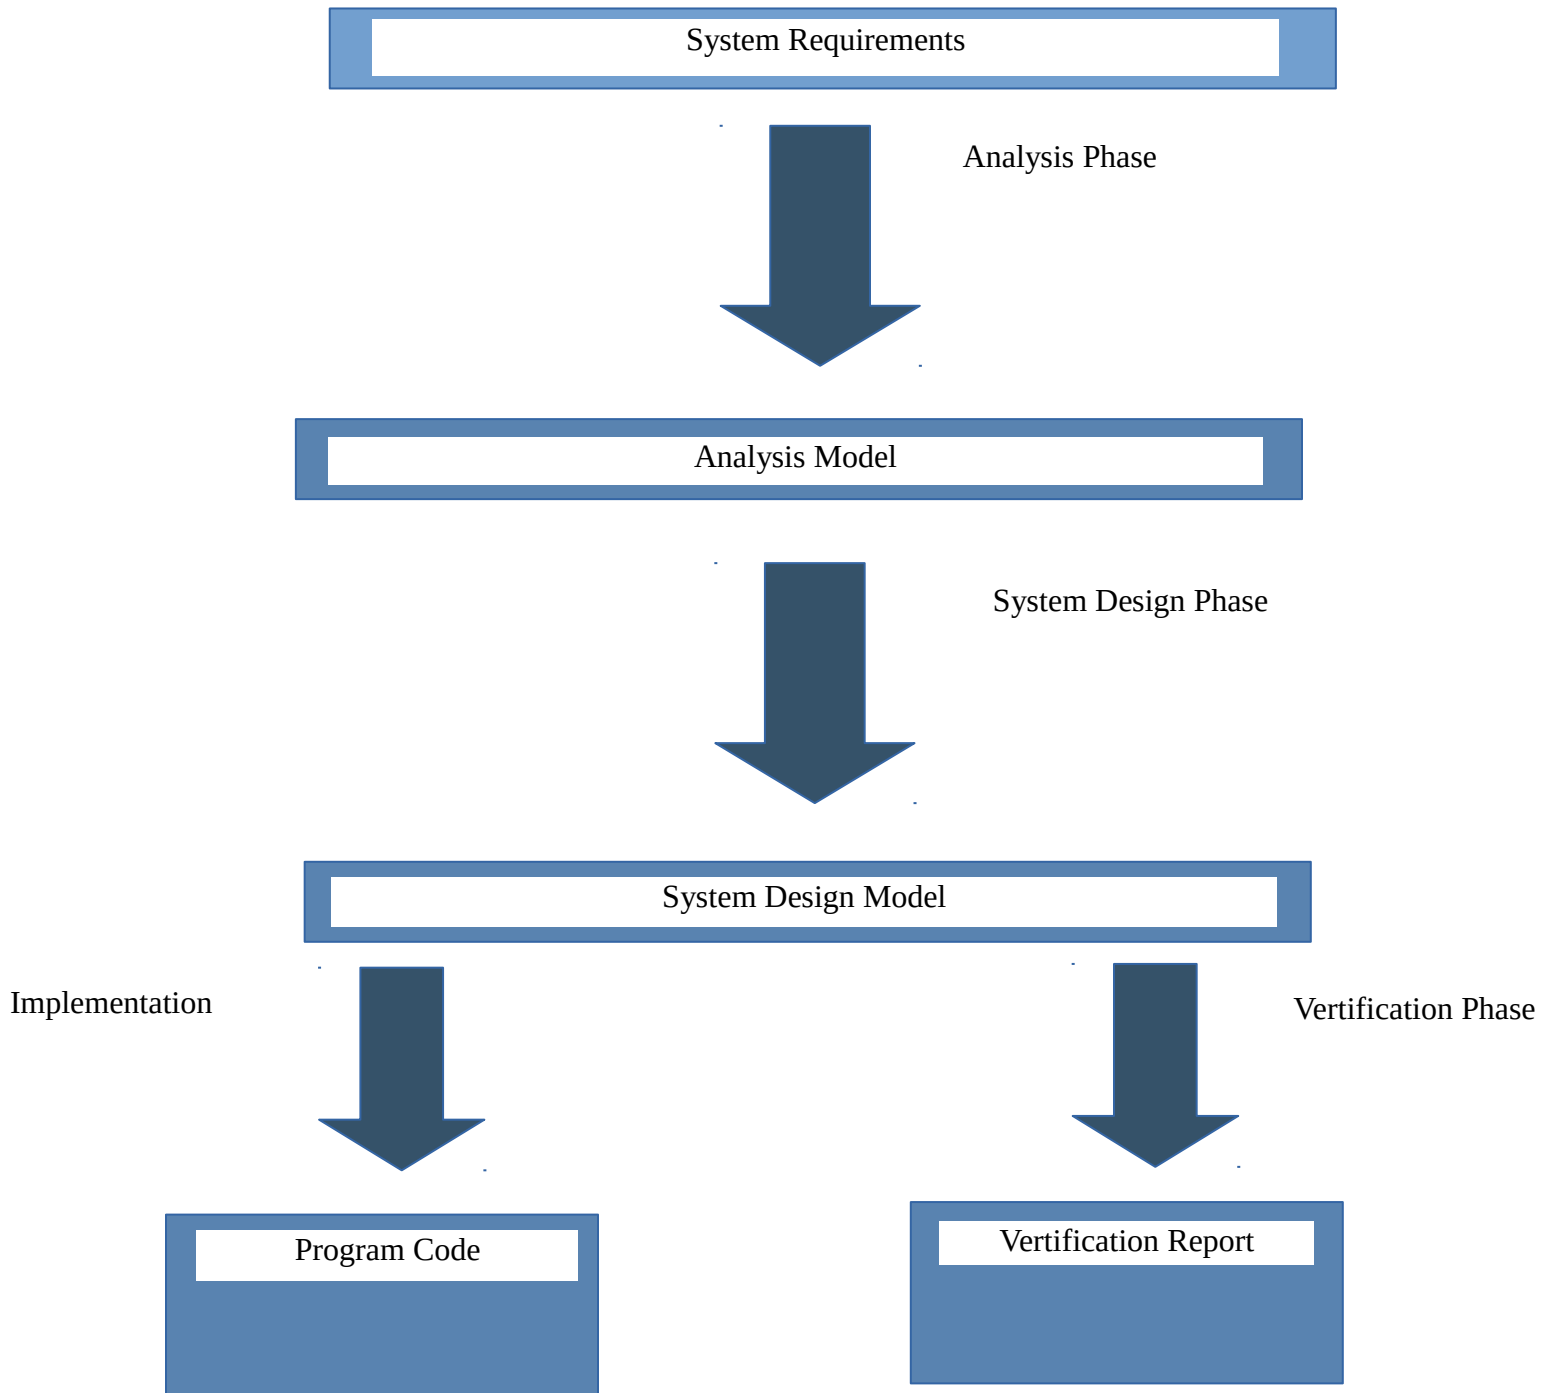 System Requirements
Analysis Phase
Analysis Model
System Design Phase
System Design Model
Implementation
Vertification Phase
Program Code
Vertification Report